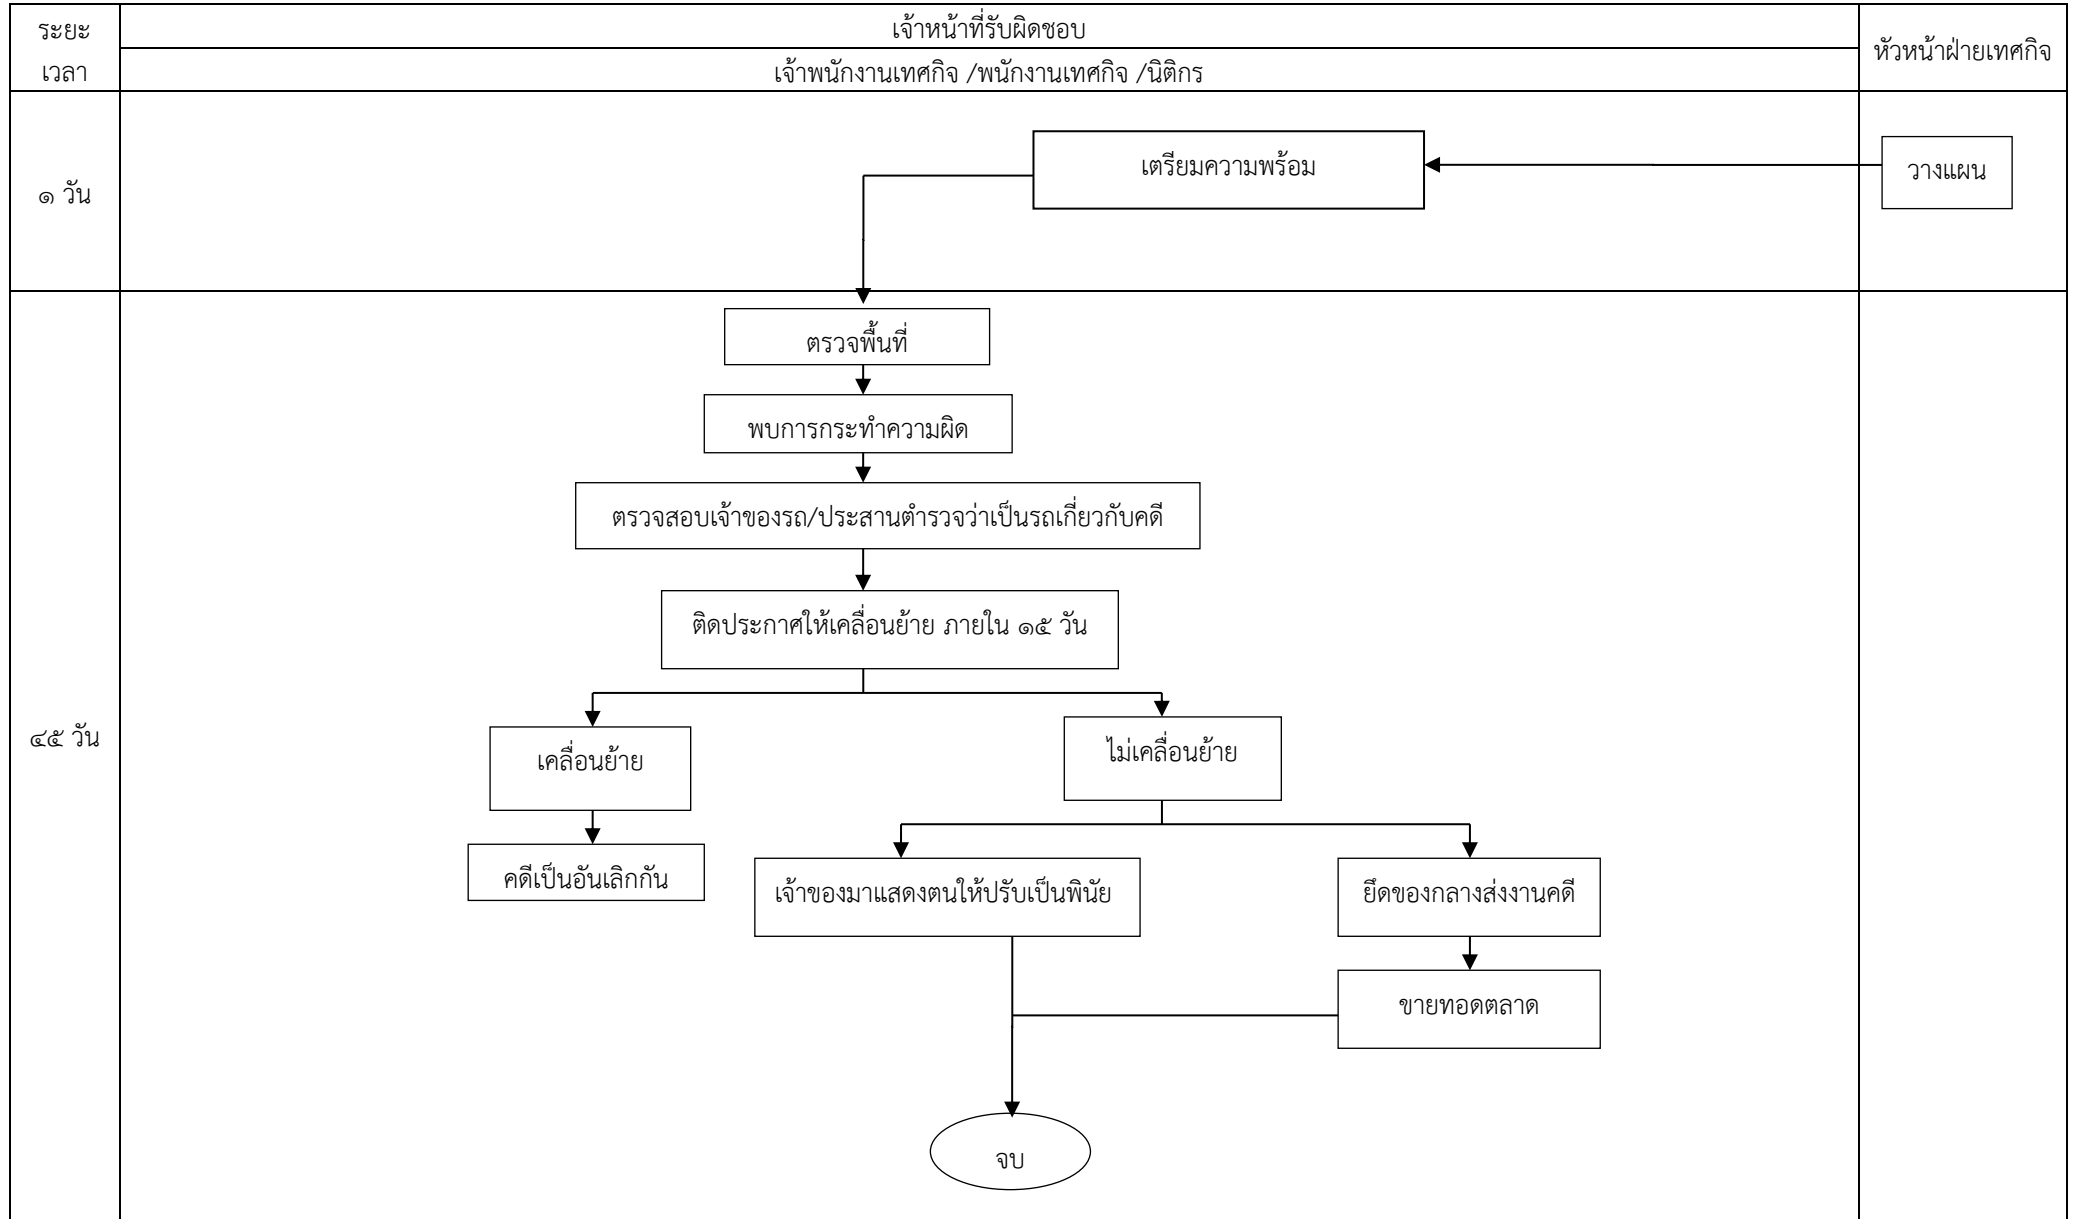 ระยะ
เวลา
เจ้าหน้าที่รับผิดชอบ
เจ้าพนักงานเทศกิจ /พนักงานเทศกิจ /นิติกร
หัวหน้าฝ่ายเทศกิจ
๑ วัน
เตรียมความพร้อม
วางแผน
๔๕ วัน
ตรวจพื้นที่
พบการกระทำความผิด
ตรวจสอบเจ้าของรถ/ประสานตำรวจว่าเป็นรถเกี่ยวกับคดี
ติดประกาศให้เคลื่อนย้าย ภายใน ๑๕ วัน
เคลื่อนย้าย
ไม่เคลื่อนย้าย
คดีเป็นอันเลิกกัน
เจ้าของมาแสดงตนให้ปรับเป็นพินัย
ยึดของกลางส่งงานคดี
ขายทอดตลาด
จบ